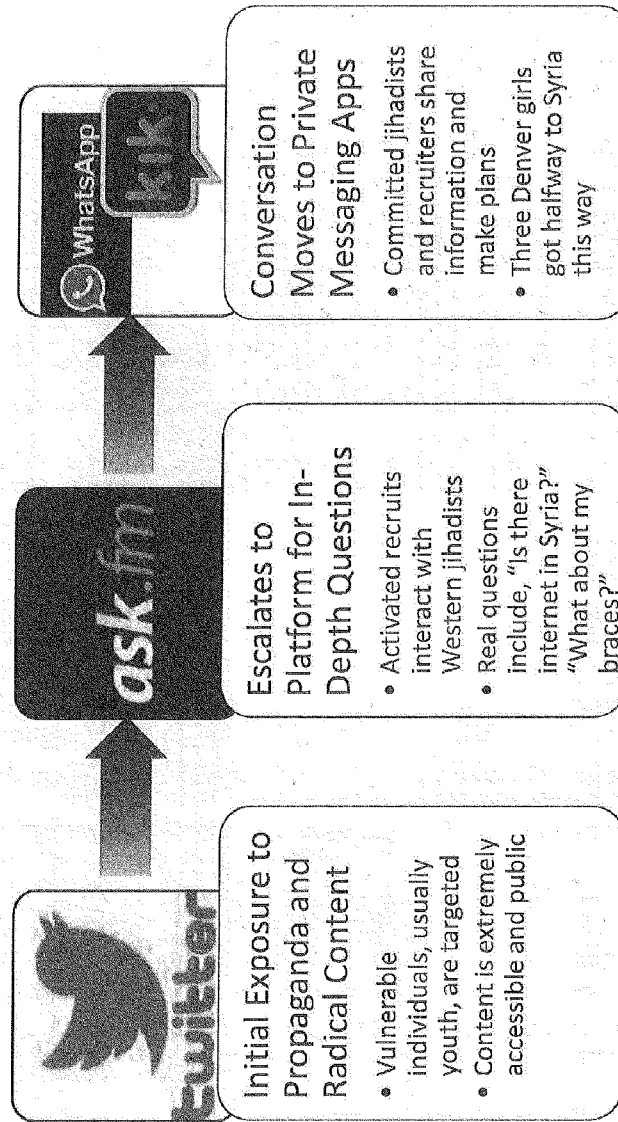 twitter
Initial Exposure to
Propaganda and
Radical Content
• Vulnerable
individuals, usually
youth, are targeted
• Content is extremely
accessible and public
ask.fm
Escalates to
Platform for In-
Depth Questions
• Activated recruits
interact with
Western jihadists
• Real questions
include, “Is there
internet in Syria?”
“What about my
braces?”
WhatsApp
kik
Conversation
Moves to Private
Messaging Apps
• Committed jihadists
and recruiters share
information and
make plans
• Three Denver girls
got halfway to Syria
this way